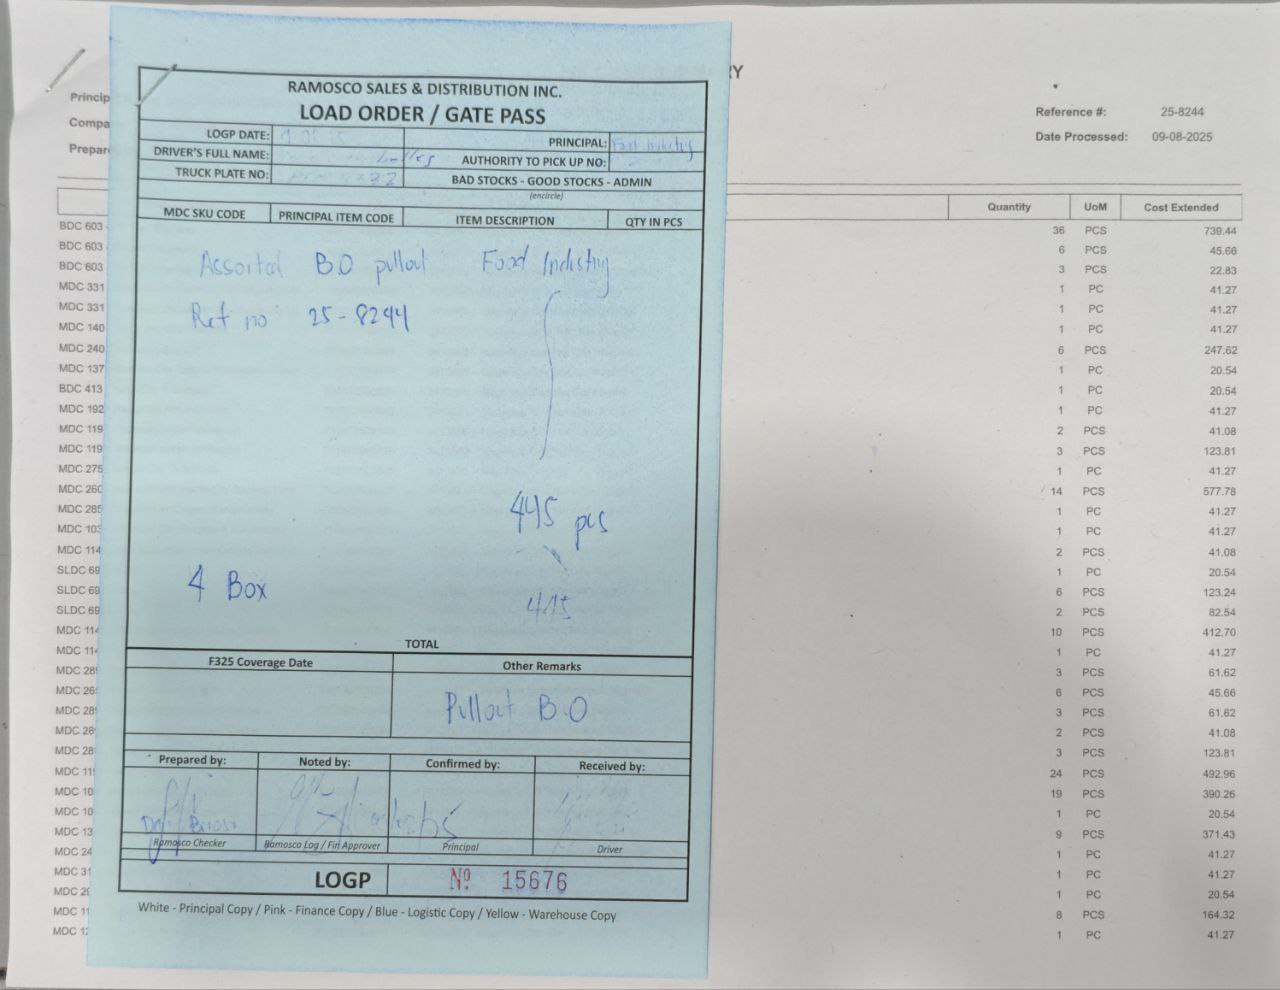 RY
Princip
Compa
Prepar
Reference #: 25-8244
Date Processed: 09-08-2025
RAMOSCO SALES & DISTRIBUTION INC.
LOAD ORDER / GATE PASS
LOGP DATE:
PRINCIPAL: Food Industry
DRIVER'S FULL NAME:
AUTHORITY TO PICK UP NO:
TRUCK PLATE NO:
BAD STOCKS - GOOD STOCKS - ADMIN
(encircle)
MDC SKU CODE PRINCIPAL ITEM CODE ITEM DESCRIPTION QTY IN PCS
Assorted B.O pullout Food Industry
Ref no 25-8244
445 pcs
4 Box
TOTAL
F325 Coverage Date Other Remarks
Pullout B.O
Prepared by: Noted by: Confirmed by: Received by:
Ramosco Checker Ramosco Log / Fin Approver Principal Driver
LOGP Nº 15676
White - Principal Copy / Pink - Finance Copy / Blue - Logistic Copy / Yellow - Warehouse Copy
Quantity UoM Cost Extended
BDC 603 36 PCS 739.44
BDC 603 6 PCS 45.66
BDC 603 3 PCS 22.83
MDC 331 1 PC 41.27
MDC 331 1 PC 41.27
MDC 140 1 PC 41.27
MDC 240 6 PCS 247.62
MDC 137 1 PC 20.54
BDC 413 1 PC 20.54
MDC 192 1 PC 41.27
MDC 119 2 PCS 41.08
MDC 119 3 PCS 123.81
MDC 275 1 PC 41.27
MDC 260 14 PCS 577.78
MDC 285 1 PC 41.27
MDC 103 1 PC 41.27
MDC 114 2 PCS 41.08
SLDC 69 1 PC 20.54
SLDC 69 6 PCS 123.24
SLDC 69 2 PCS 82.54
MDC 114 10 PCS 412.70
MDC 114 1 PC 41.27
MDC 28 3 PCS 61.62
MDC 26 6 PCS 45.66
MDC 28 3 PCS 61.62
MDC 28 2 PCS 41.08
MDC 28 3 PCS 123.81
MDC 11 24 PCS 492.96
MDC 10 19 PCS 390.26
MDC 10 1 PC 20.54
MDC 13 9 PCS 371.43
MDC 24 1 PC 41.27
MDC 31 1 PC 41.27
MDC 2 1 PC 20.54
MDC 11 8 PCS 164.32
MDC 1 1 PC 41.27